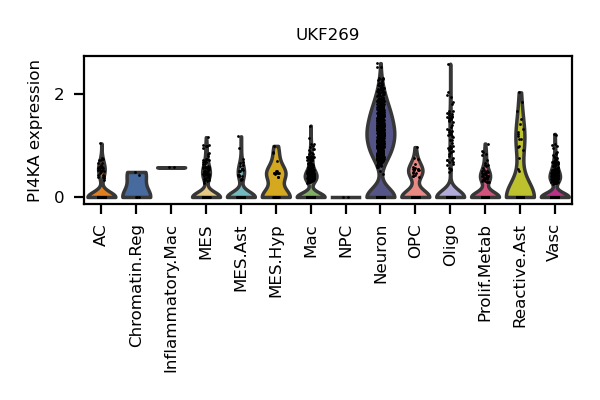 UKF269
PI4KA expression
2
0
AC
Chromatin.Reg
Inflammatory.Mac
MES
MES.Ast
MES.Hyp
Mac
NPC
Neuron
OPC
Oligo
Prolif.Metab
Reactive.Ast
Vasc